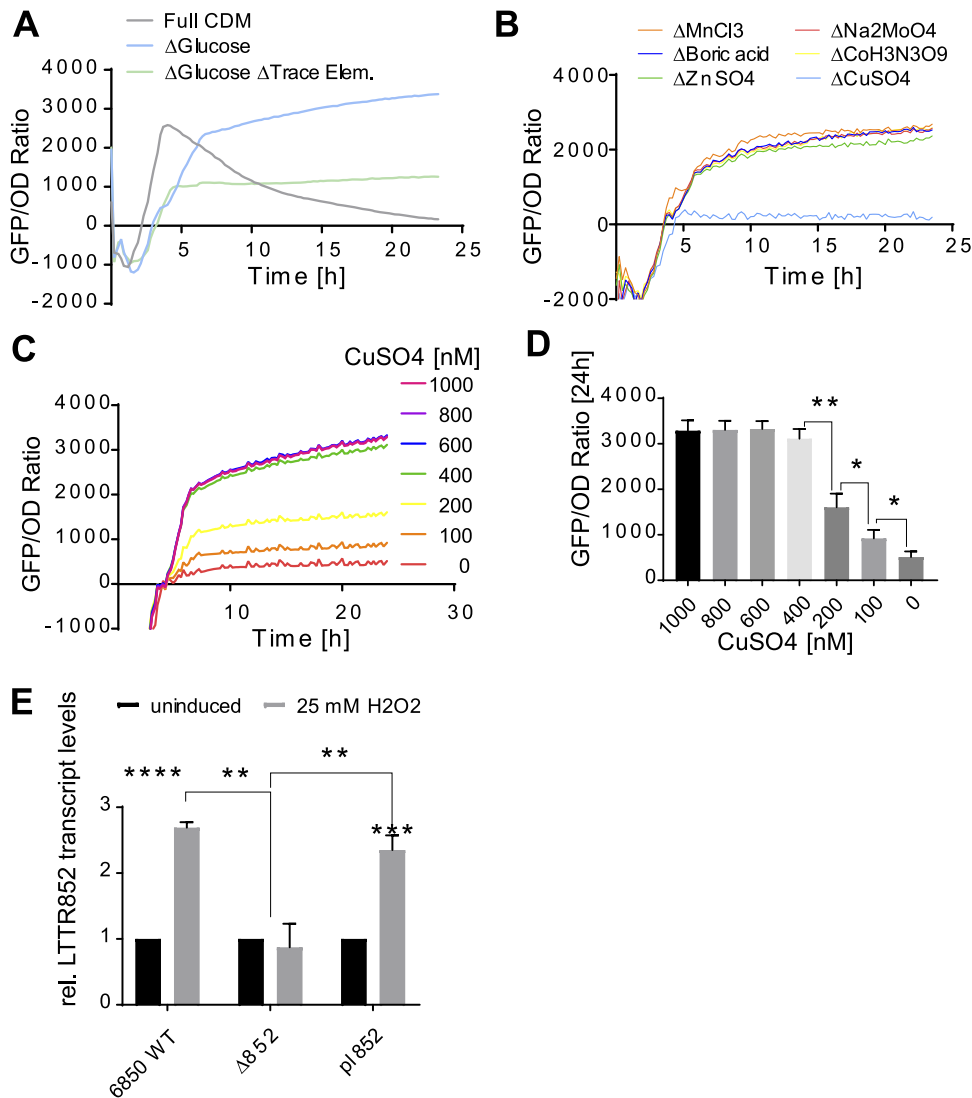 A
Full CDM
ΔGlucose
ΔGlucose ΔTrace Elem.
GFP/OD Ratio
4000
3000
2000
1000
0
-1000
-2000
5
10
15
20
25
Time [h]
B
ΔMnCl3
ΔBoric acid
ΔZn SO4
ΔNa2MoO4
ΔCoH3N3O9
ΔCuSO4
GFP/OD Ratio
4000
2000
0
-2000
5
10
15
20
25
Time [h]
C
CuSO4 [nM]
1000
800
600
400
200
100
0
GFP/OD Ratio
4000
3000
2000
1000
0
-1000
10
20
30
Time [h]
D
GFP/OD Ratio [24h]
4000
3000
2000
1000
0
**
*
*
1000
800
600
400
200
100
0
CuSO4 [nM]
E
uninduced
25 mM H2O2
rel. LTTR852 transcript levels
3
2
1
0
****
**
**
***
6850 WT
Δ852
pl852